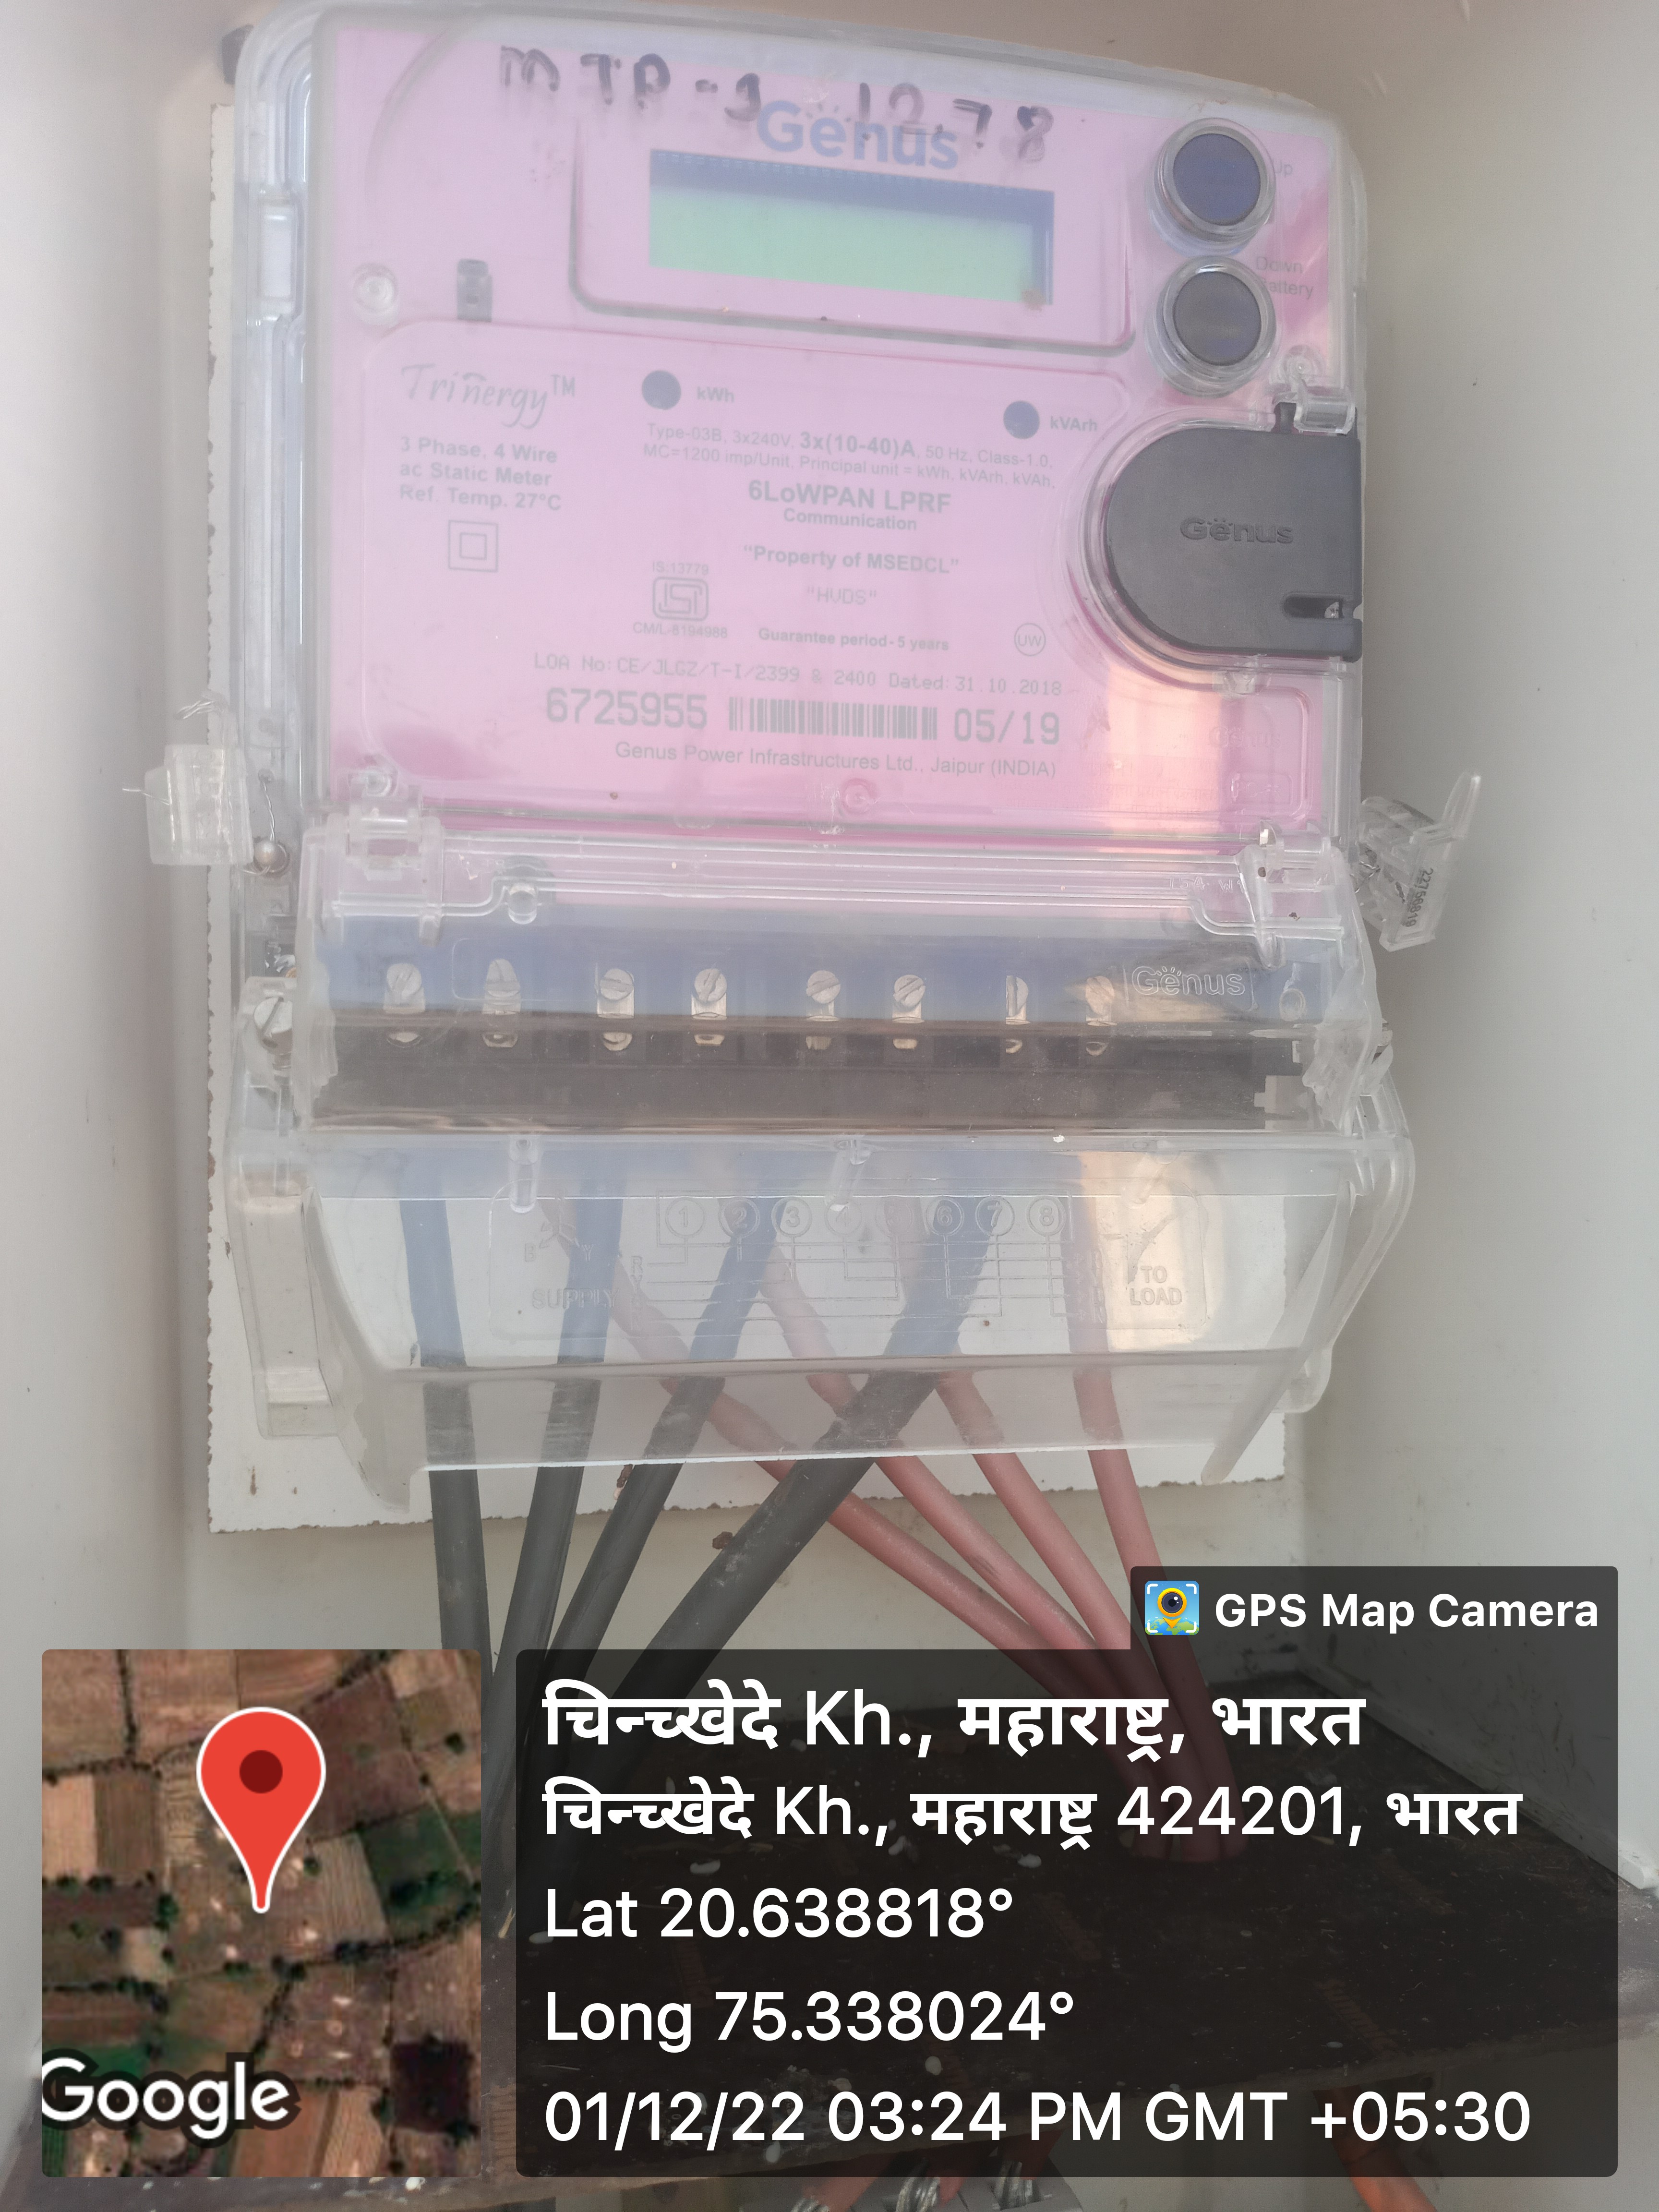 MTP-C 1078
Genus
Up
Down
Battery
Trinergy™
kWh
kVArh
3 Phase, 4 Wire
ac Static Meter
Ref. Temp. 27°C
Type-03B, 3x240V, 3x(10-40)A, 50 Hz, Class-1.0,
MC=1200 imp/Unit, Principal unit = kWh, kVArh, kVAh,
6LoWPAN LPRF
Communication
"Property of MSEDCL"
"HVDS"
IS:13779
CM/L-8194988
Guarantee period - 5 years
UW
Genus
LOA No: CE/JLGZ/T-I/2399 & 2400 Dated: 31.10.2018
6725955 05/19
Genus Power Infrastructures Ltd., Jaipur (INDIA)
Genus
1 2 3 4 5 6 7 8
B Y
SUPPLY
TO
LOAD
GPS Map Camera
चिन्च्खेदे Kh., महाराष्ट्र, भारत
चिन्च्खेदे Kh., महाराष्ट्र 424201, भारत
Lat 20.638818°
Long 75.338024°
01/12/22 03:24 PM GMT +05:30
Google